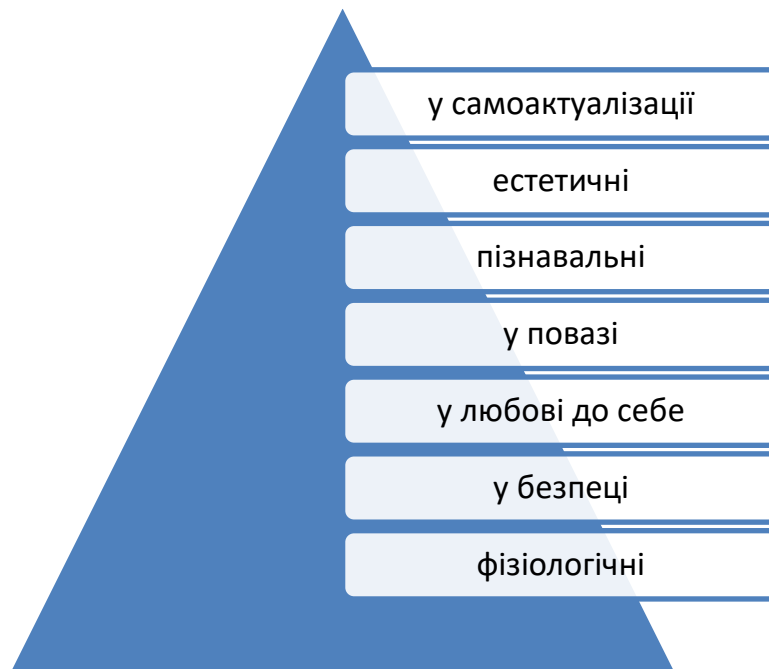 у самоактуалізації
естетичні
пізнавальні
у повазі
у любові до себе
у безпеці
фізіологічні